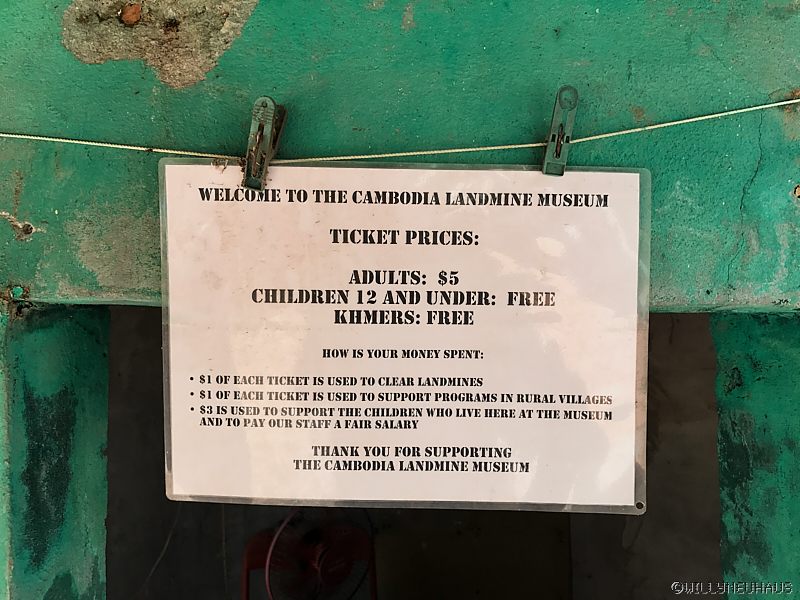 WELCOME TO THE CAMBODIA LANDMINE MUSEUM
TICKET PRICES:
ADULTS: $5
CHILDREN 12 AND UNDER: FREE
KHMERS: FREE
HOW IS YOUR MONEY SPENT:
• $1 OF EACH TICKET IS USED TO CLEAR LANDMINES
• $1 OF EACH TICKET IS USED TO SUPPORT PROGRAMS IN RURAL VILLAGES
• $3 IS USED TO SUPPORT THE CHILDREN WHO LIVE HERE AT THE MUSEUM
AND TO PAY OUR STAFF A FAIR SALARY
THANK YOU FOR SUPPORTING
THE CAMBODIA LANDMINE MUSEUM
©WILLYNEUHAUS